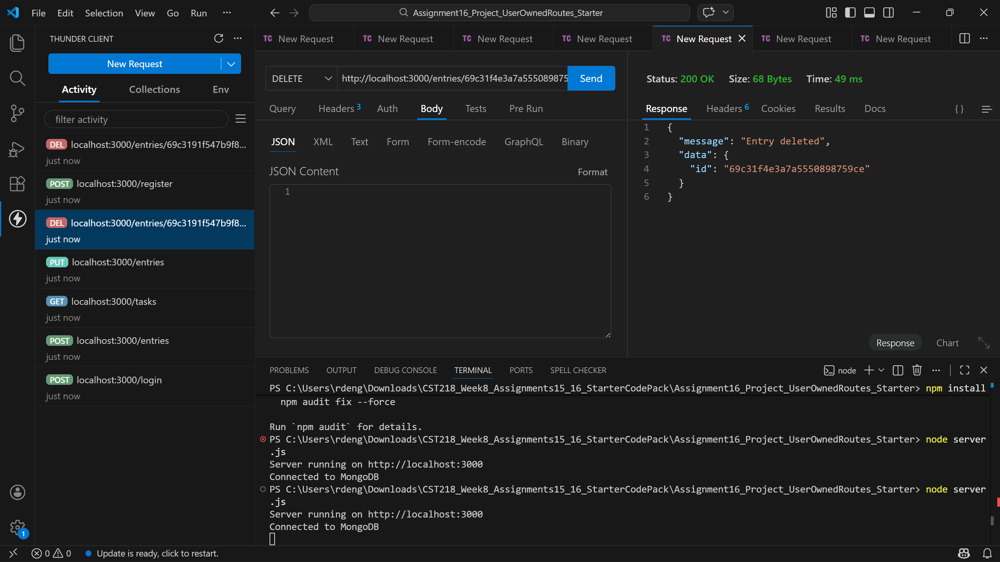 File Edit Selection View Go Run ···
Assignment16_Project_UserOwnedRoutes_Starter
THUNDER CLIENT
New Request
Activity Collections Env
filter activity
DEL localhost:3000/entries/69c3191f547b9f8...
just now
POST localhost:3000/register
just now
DEL localhost:3000/entries/69c3191f547b9f8...
just now
PUT localhost:3000/entries
just now
GET localhost:3000/tasks
just now
POST localhost:3000/entries
just now
POST localhost:3000/login
just now
TC New Request TC New Request TC New Request TC New Request TC New Request TC New Request TC New Request
DELETE http://localhost:3000/entries/69c31f4e3a7a555089875 Send
Query Headers 3 Auth Body Tests Pre Run
JSON XML Text Form Form-encode GraphQL Binary
JSON Content Format
1
Status: 200 OK Size: 68 Bytes Time: 49 ms
Response Headers 6 Cookies Results Docs { }
1 {
2 "message": "Entry deleted",
3 "data": {
4 "id": "69c31f4e3a7a5550898759ce"
5 }
6 }
Response Chart
PROBLEMS OUTPUT DEBUG CONSOLE TERMINAL PORTS SPELL CHECKER node
PS C:\Users\rdeng\Downloads\CST218_Week8_Assignments15_16_StarterCodePack\Assignment16_Project_UserOwnedRoutes_Starter> npm install
npm audit fix --force
Run `npm audit` for details.
PS C:\Users\rdeng\Downloads\CST218_Week8_Assignments15_16_StarterCodePack\Assignment16_Project_UserOwnedRoutes_Starter> node server
.js
Server running on http://localhost:3000
Connected to MongoDB
PS C:\Users\rdeng\Downloads\CST218_Week8_Assignments15_16_StarterCodePack\Assignment16_Project_UserOwnedRoutes_Starter> node server
.js
Server running on http://localhost:3000
Connected to MongoDB
1
0 0 Update is ready, click to restart.